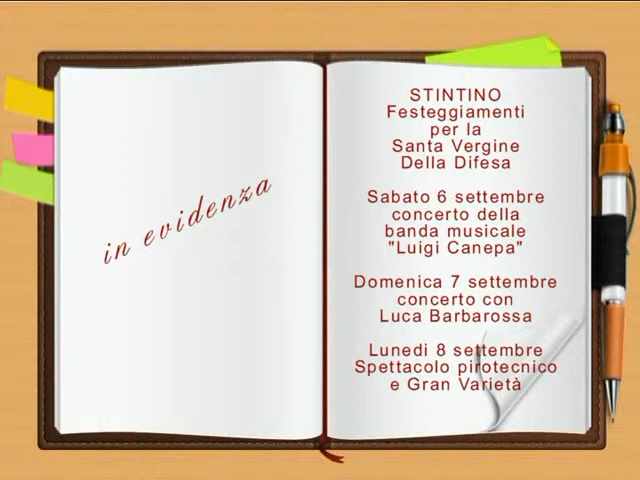 in evidenza
STINTINO
Festeggiamenti
per la
Santa Vergine
Della Difesa
Sabato 6 settembre
concerto della
banda musicale
"Luigi Canepa"
Domenica 7 settembre
concerto con
Luca Barbarossa
Lunedi 8 settembre
Spettacolo pirotecnico
e Gran Varietà